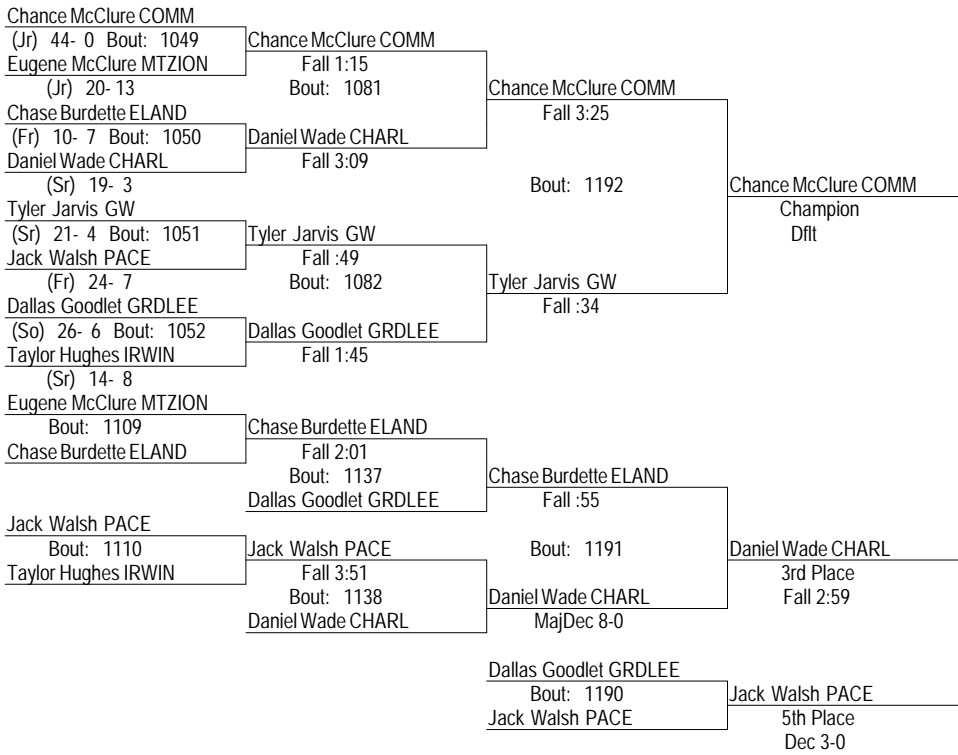 Chance McClure COMM
(Jr) 44- 0 Bout: 1049
Chance McClure COMM
Eugene McClure MTZION
Fall 1:15
(Jr) 20- 13
Bout: 1081
Chance McClure COMM
Chase Burdette ELAND
Fall 3:25
(Fr) 10- 7 Bout: 1050
Daniel Wade CHARL
Daniel Wade CHARL
Fall 3:09
(Sr) 19- 3
Bout: 1192
Chance McClure COMM
Tyler Jarvis GW
Champion
(Sr) 21- 4 Bout: 1051
Tyler Jarvis GW
Dflt
Jack Walsh PACE
Fall :49
(Fr) 24- 7
Bout: 1082
Tyler Jarvis GW
Dallas Goodlet GRDLEE
Fall :34
(So) 26- 6 Bout: 1052
Dallas Goodlet GRDLEE
Taylor Hughes IRWIN
Fall 1:45
(Sr) 14- 8
Eugene McClure MTZION
Bout: 1109
Chase Burdette ELAND
Chase Burdette ELAND
Fall 2:01
Bout: 1137
Chase Burdette ELAND
Dallas Goodlet GRDLEE
Fall :55
Jack Walsh PACE
Bout: 1110
Jack Walsh PACE
Bout: 1191
Daniel Wade CHARL
Taylor Hughes IRWIN
Fall 3:51
3rd Place
Bout: 1138
Daniel Wade CHARL
Fall 2:59
Daniel Wade CHARL
MajDec 8-0
Dallas Goodlet GRDLEE
Bout: 1190
Jack Walsh PACE
Jack Walsh PACE
5th Place
Dec 3-0